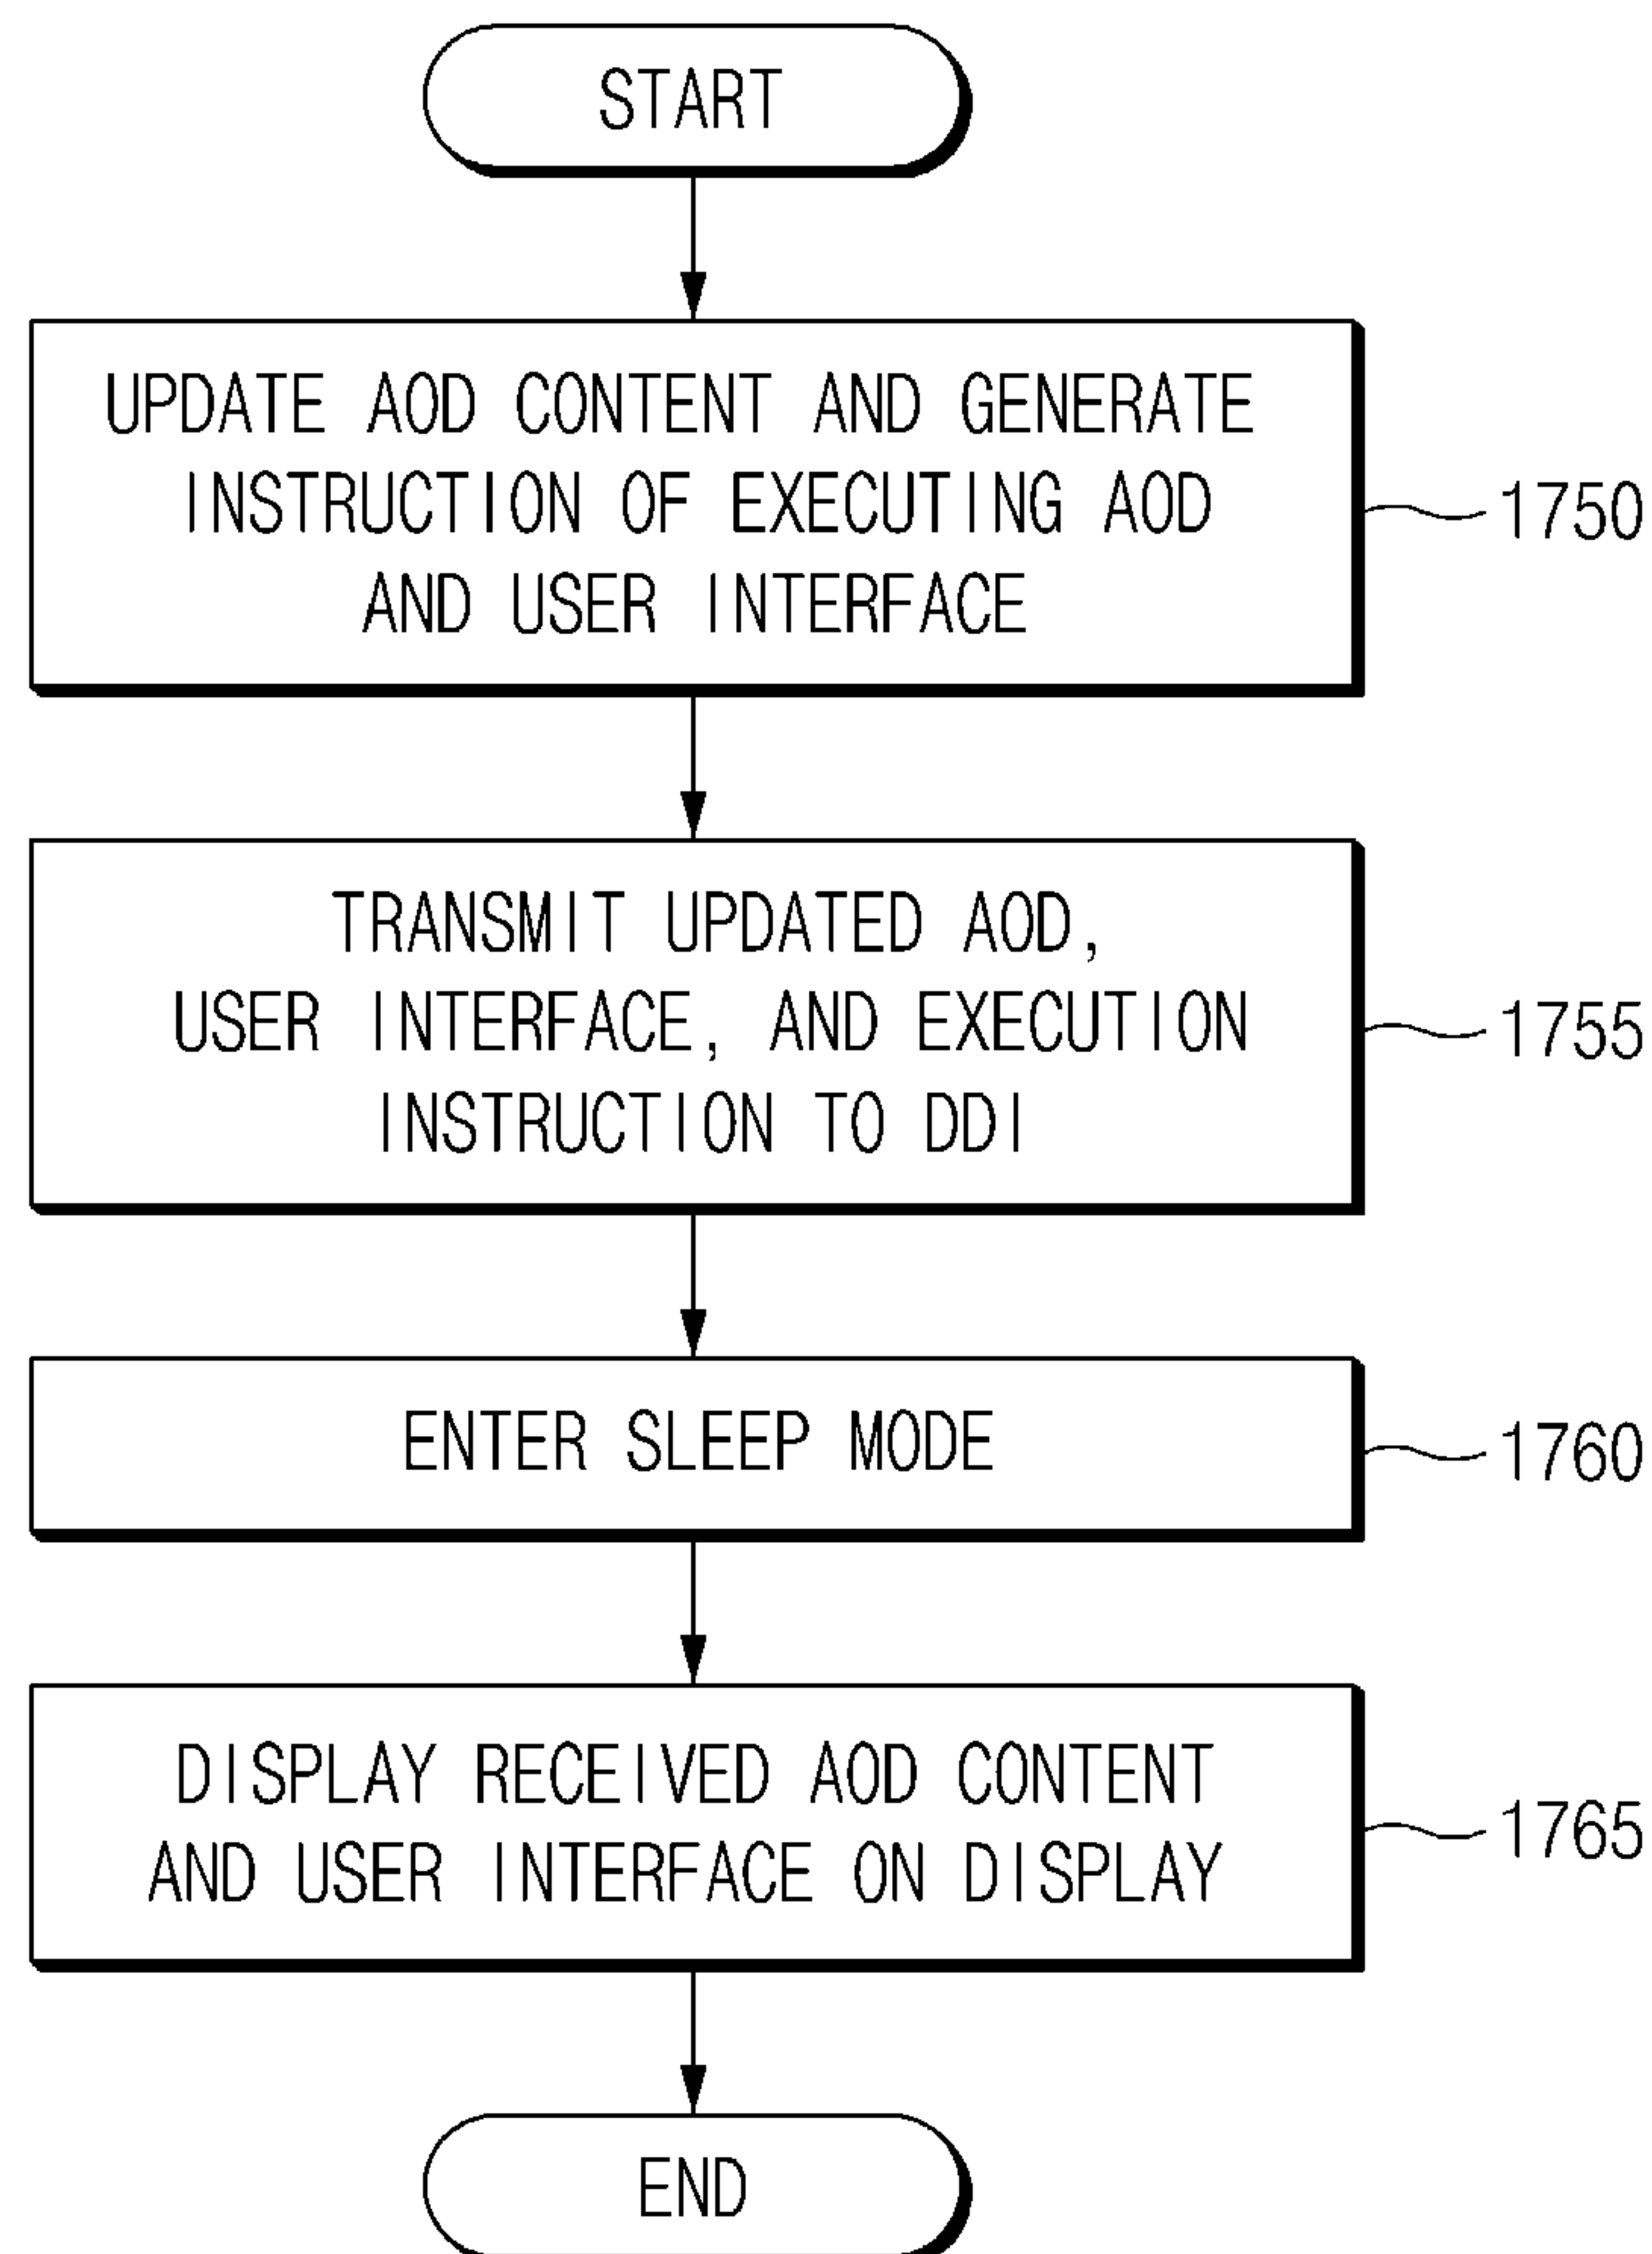 START
UPDATE AOD CONTENT AND GENERATE
INSTRUCTION OF EXECUTING AOD
AND USER INTERFACE
1750
TRANSMIT UPDATED AOD,
USER INTERFACE, AND EXECUTION
INSTRUCTION TO DDI
1755
ENTER SLEEP MODE
1760
DISPLAY RECEIVED AOD CONTENT
AND USER INTERFACE ON DISPLAY
1765
END